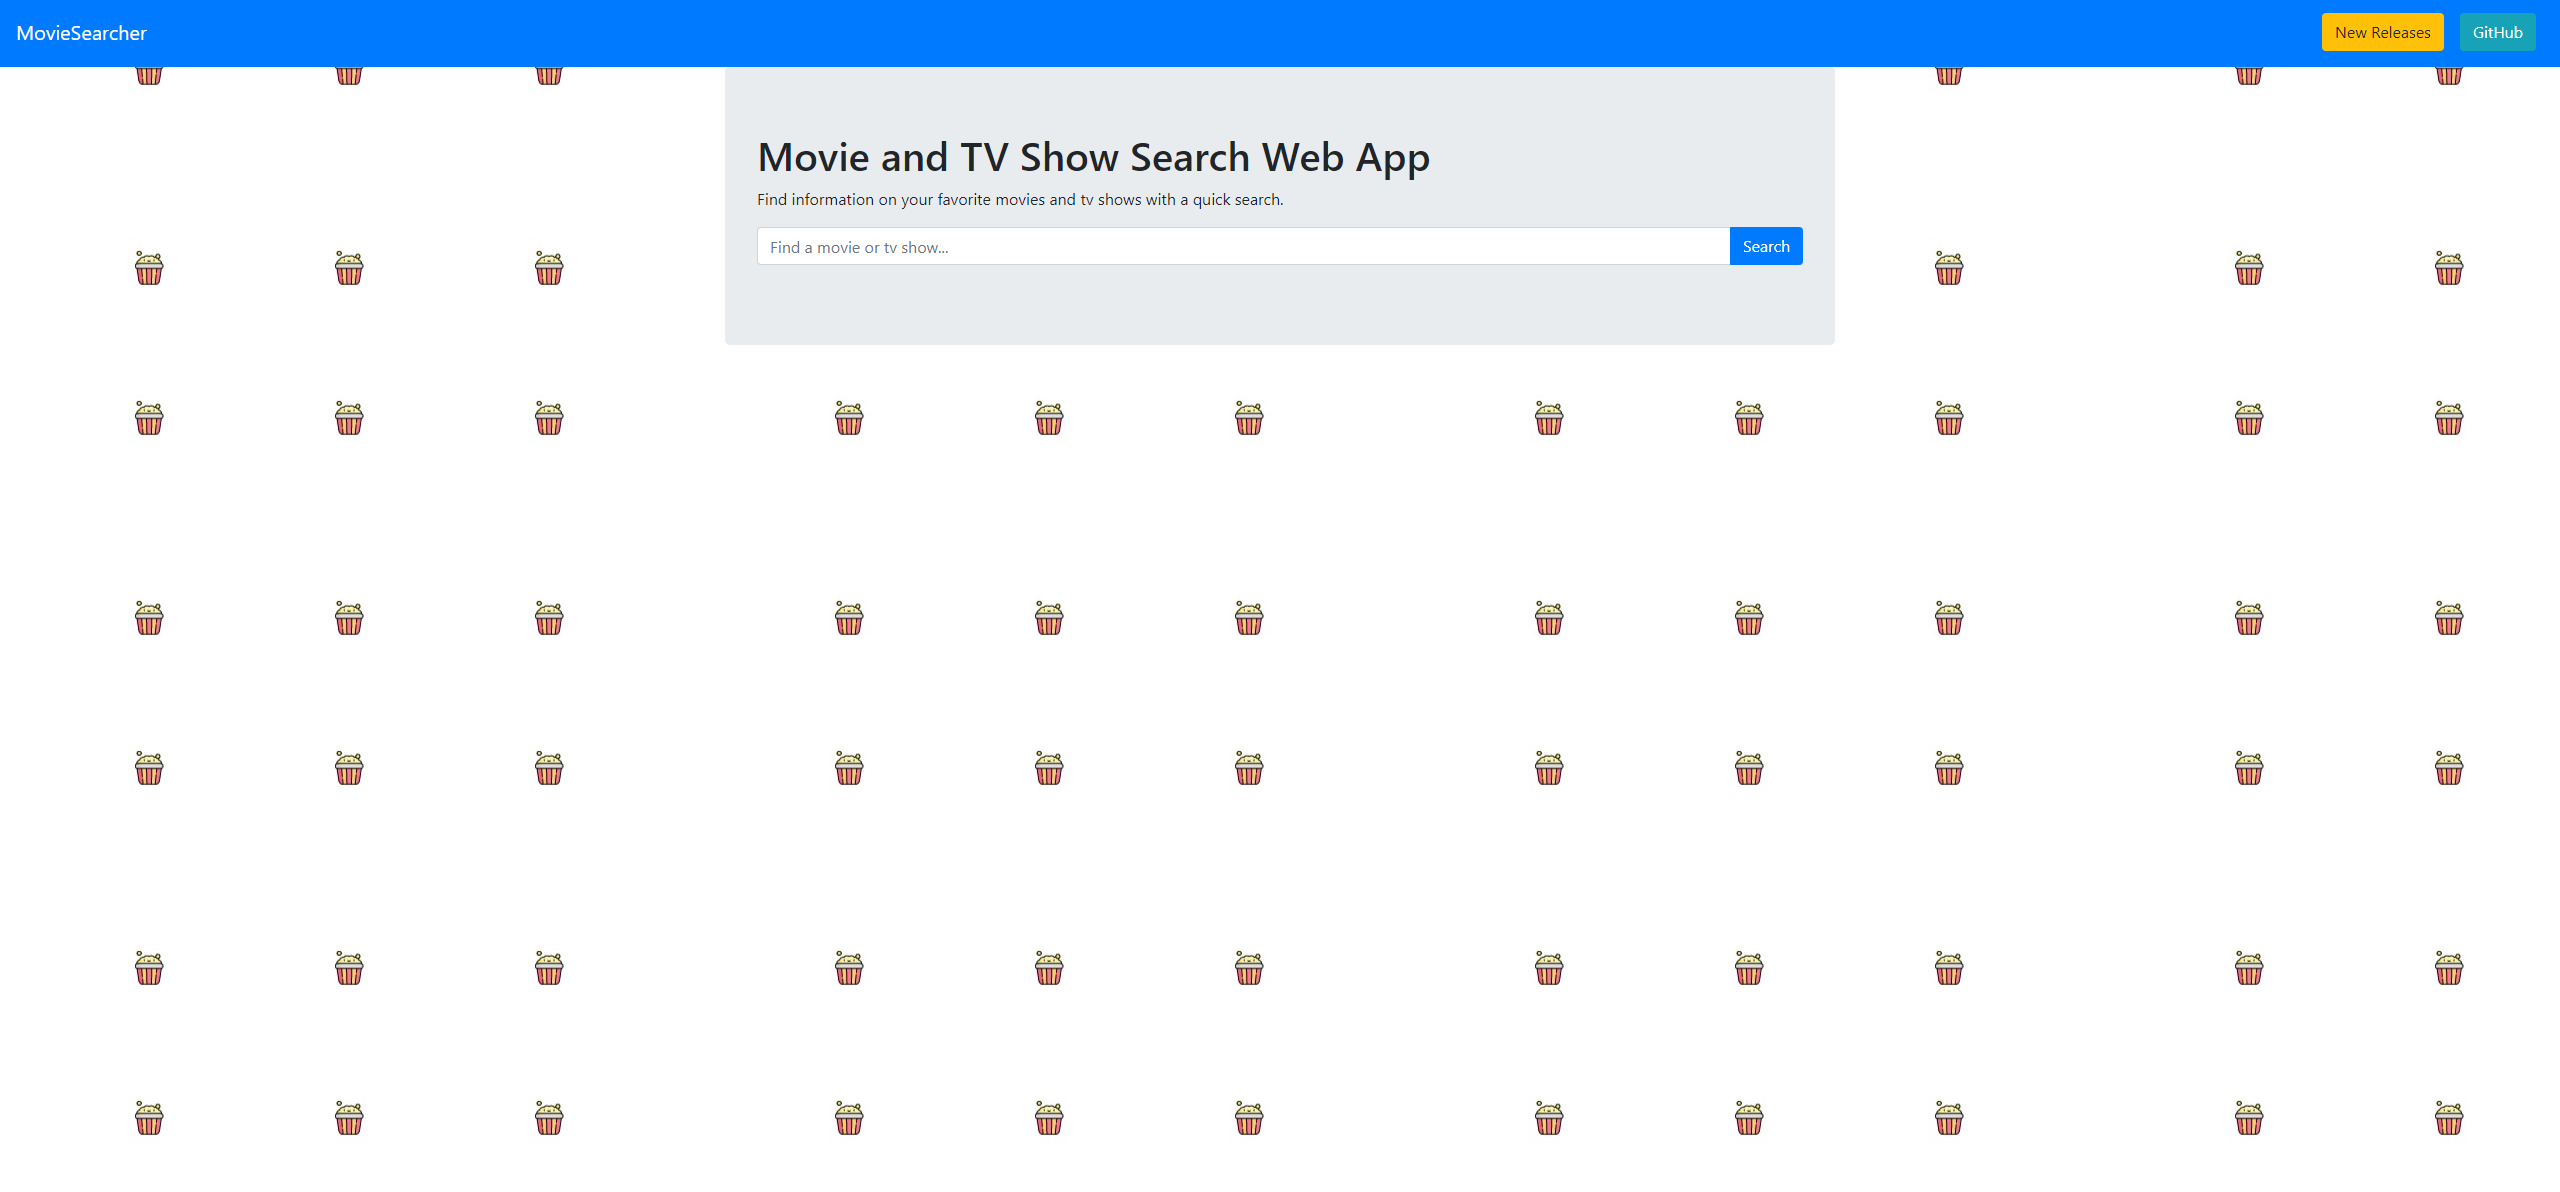 MovieSearcher
New Releases
GitHub
Movie and TV Show Search Web App
Find information on your favorite movies and tv shows with a quick search.
Find a movie or tv show...
Search